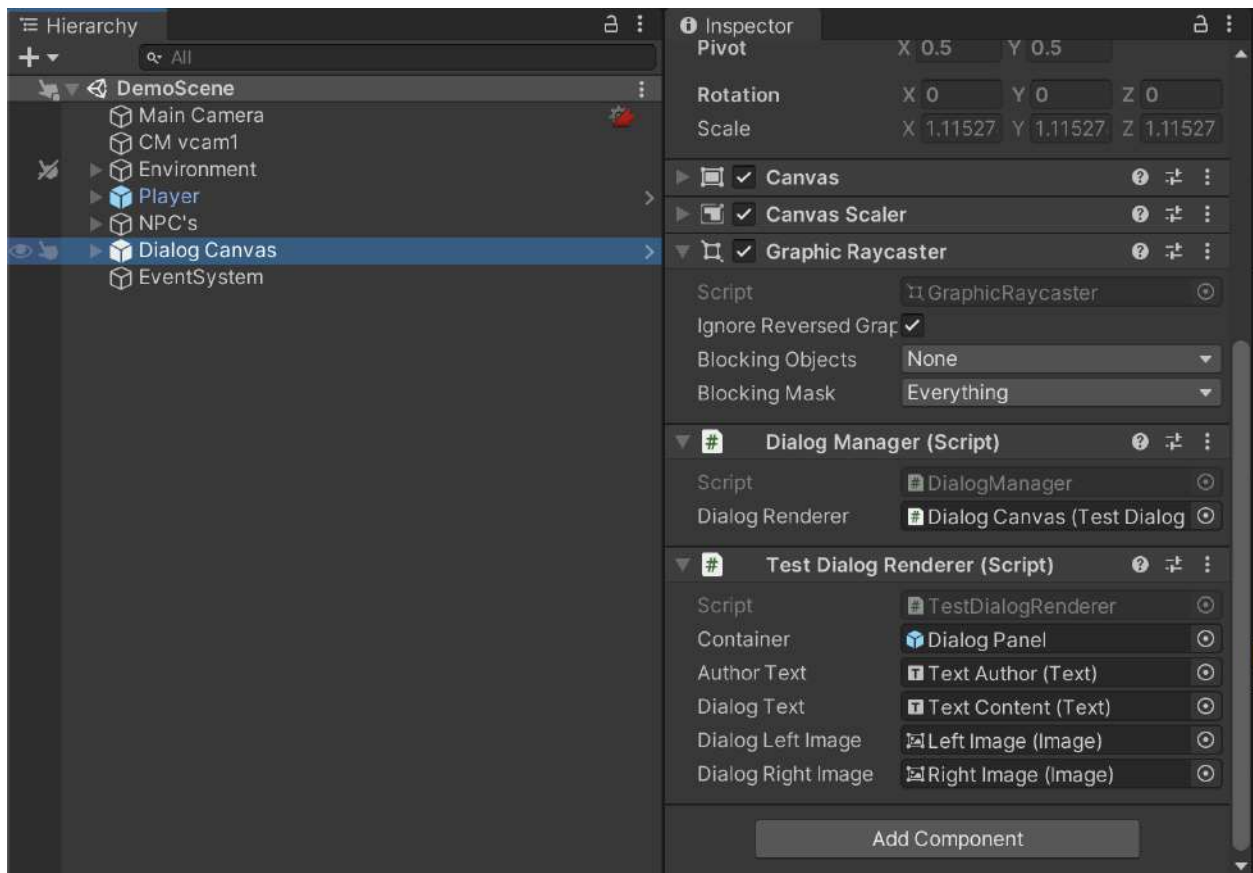 Hierarchy
All
DemoScene
Main Camera
CM vcam1
Environment
Player
NPC's
Dialog Canvas
EventSystem
Inspector
Pivot X 0.5 Y 0.5
Rotation X 0 Y 0 Z 0
Scale X 1.11527 Y 1.11527 Z 1.11527
Canvas
Canvas Scaler
Graphic Raycaster
Script GraphicRaycaster
Ignore Reversed Grap
Blocking Objects None
Blocking Mask Everything
# Dialog Manager (Script)
Script # DialogManager
Dialog Renderer # Dialog Canvas (Test Dialog
# Test Dialog Renderer (Script)
Script # TestDialogRenderer
Container Dialog Panel
Author Text T Text Author (Text)
Dialog Text T Text Content (Text)
Dialog Left Image Left Image (Image)
Dialog Right Image Right Image (Image)
Add Component